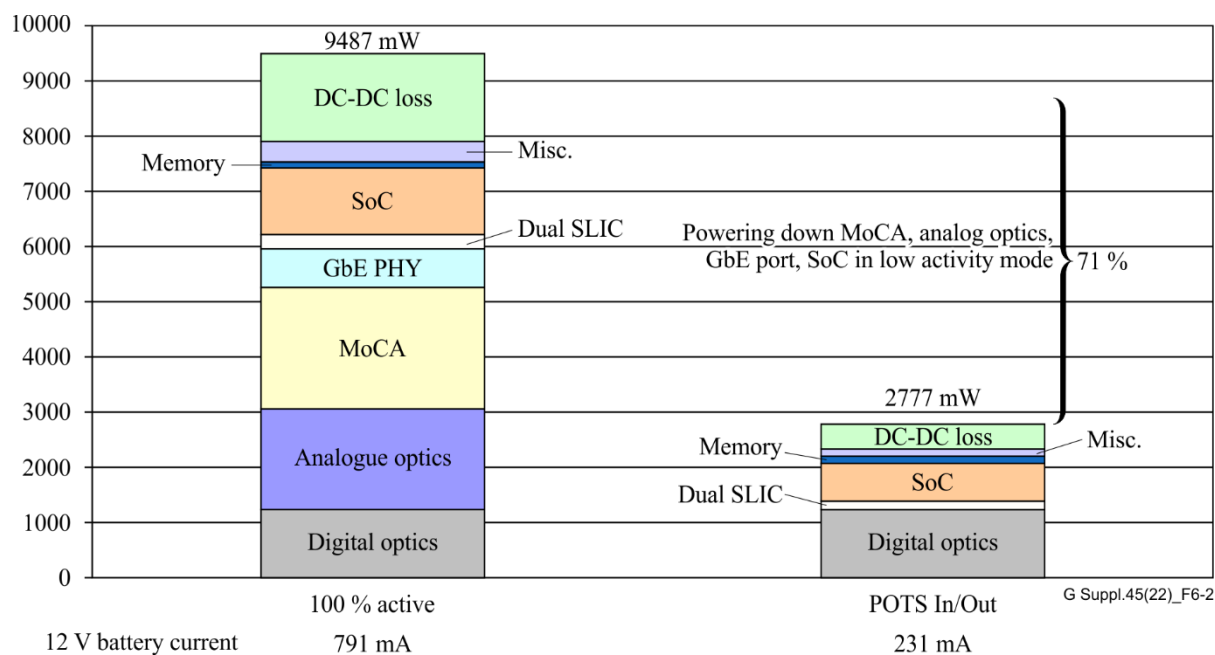 10000
9487 mW
9000
DC-DC loss
8000
Misc.
Memory
7000
SoC
Dual SLIC
6000
Powering down MoCA, analog optics,
GbE port, SoC in low activity mode
71 %
GbE PHY
5000
MoCA
4000
3000
2777 mW
DC-DC loss
Misc.
Memory
Analogue optics
2000
SoC
Dual SLIC
1000
Digital optics
Digital optics
0
G Suppl.45(22)_F6-2
100 % active
POTS In/Out
12 V battery current
791 mA
231 mA